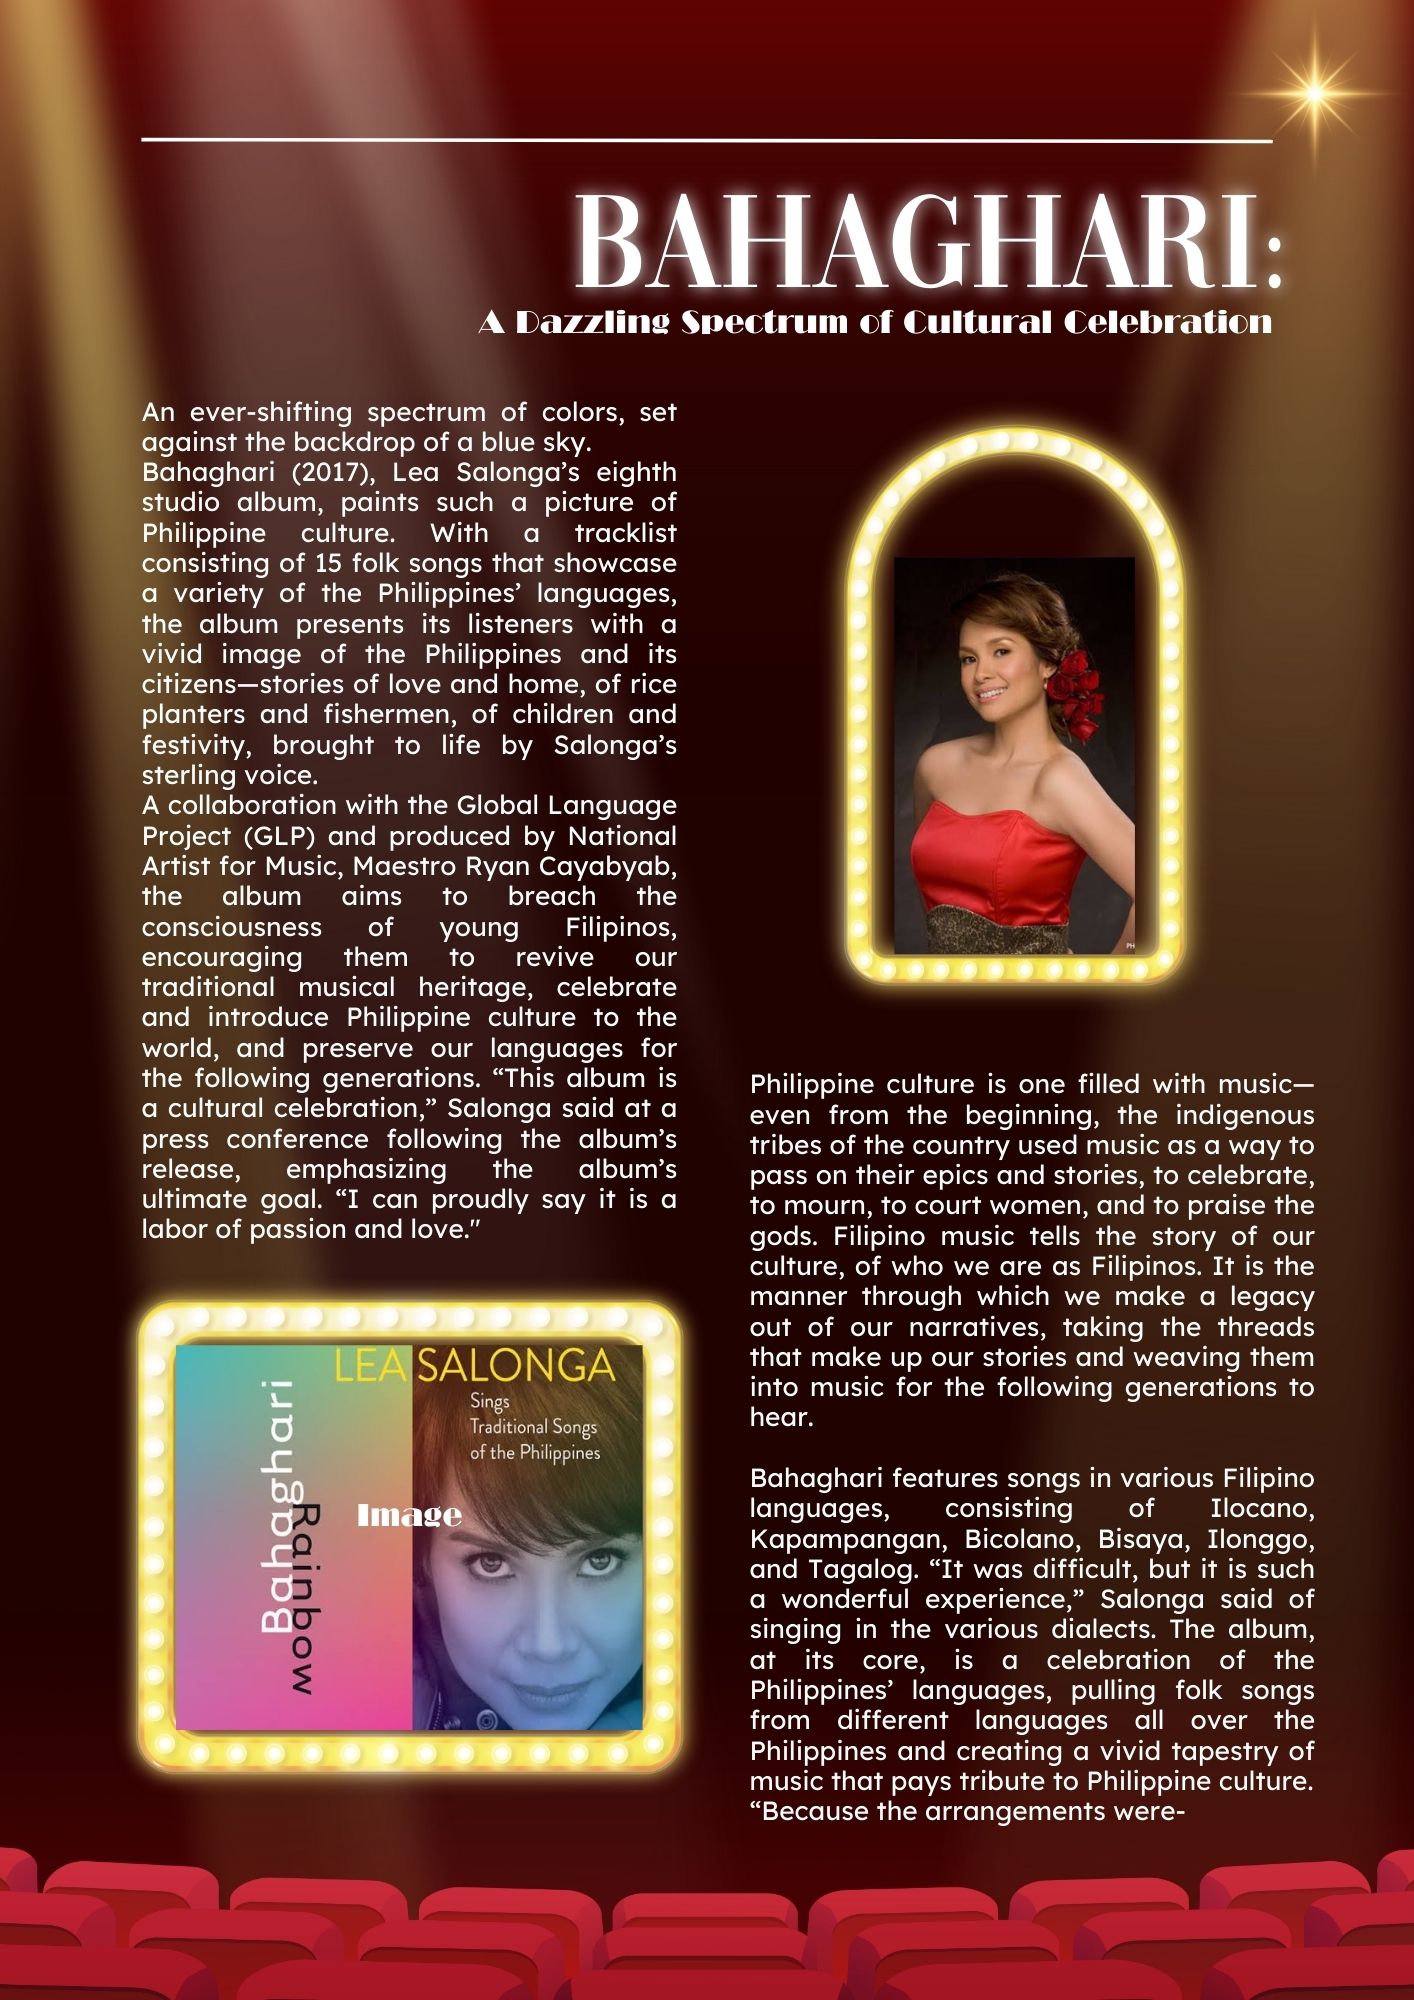 BAHAGHARI:
A Dazzling Spectrum of Cultural Celebration
An ever-shifting spectrum of colors, set
against the backdrop of a blue sky.
Bahaghari (2017), Lea Salonga’s eighth
studio album, paints such a picture of
Philippine culture. With a tracklist
consisting of 15 folk songs that showcase
a variety of the Philippines’ languages,
the album presents its listeners with a
vivid image of the Philippines and its
citizens—stories of love and home, of rice
planters and fishermen, of children and
festivity, brought to life by Salonga’s
sterling voice.
A collaboration with the Global Language
Project (GLP) and produced by National
Artist for Music, Maestro Ryan Cayabyab,
the album aims to breach the
consciousness of young Filipinos,
encouraging them to revive our
traditional musical heritage, celebrate
and introduce Philippine culture to the
world, and preserve our languages for
the following generations. “This album is
a cultural celebration,” Salonga said at a
press conference following the album’s
release, emphasizing the album’s
ultimate goal. “I can proudly say it is a
labor of passion and love."
LEA SALONGA
Sings
Traditional Songs
of the Philippines
Bahaghari
Rainbow
Image
PH
Philippine culture is one filled with music—
even from the beginning, the indigenous
tribes of the country used music as a way to
pass on their epics and stories, to celebrate,
to mourn, to court women, and to praise the
gods. Filipino music tells the story of our
culture, of who we are as Filipinos. It is the
manner through which we make a legacy
out of our narratives, taking the threads
that make up our stories and weaving them
into music for the following generations to
hear.
Bahaghari features songs in various Filipino
languages, consisting of Ilocano,
Kapampangan, Bicolano, Bisaya, Ilonggo,
and Tagalog. “It was difficult, but it is such
a wonderful experience,” Salonga said of
singing in the various dialects. The album,
at its core, is a celebration of the
Philippines’ languages, pulling folk songs
from different languages all over the
Philippines and creating a vivid tapestry of
music that pays tribute to Philippine culture.
“Because the arrangements were-